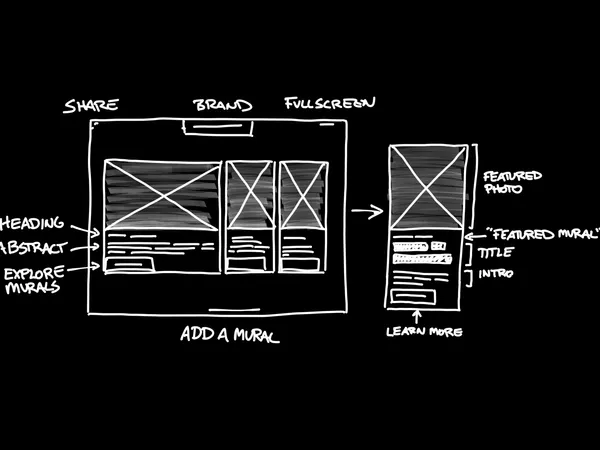 SHARE
BRAND
FULLSCREEN
HEADING
ABSTRACT
EXPLORE
MURALS
ADD A MURAL
FEATURED
PHOTO
"FEATURED MURAL"
TITLE
INTRO
LEARN MORE